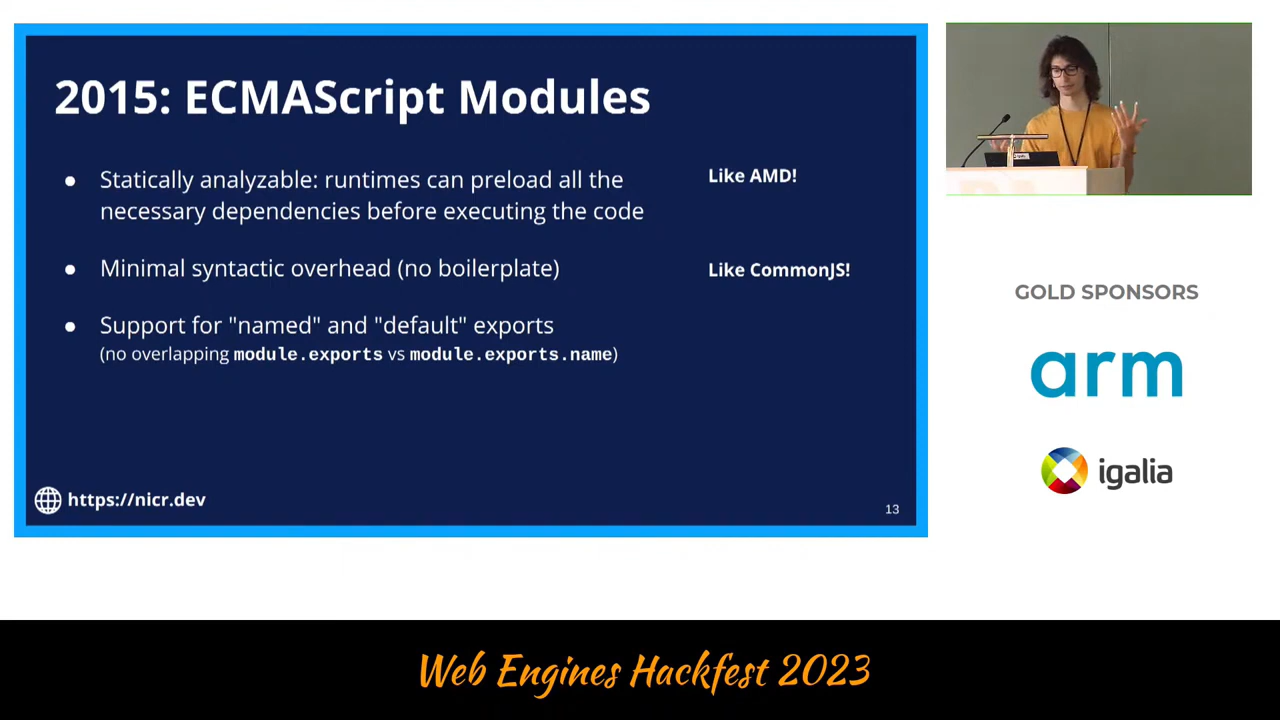 2015: ECMAScript Modules
● Statically analyzable: runtimes can preload all the
necessary dependencies before executing the code
Like AMD!
● Minimal syntactic overhead (no boilerplate)
Like CommonJS!
● Support for "named" and "default" exports
(no overlapping module.exports vs module.exports.name)
https://nicr.dev
13
GOLD SPONSORS
arm
igalia
Web Engines Hackfest 2023